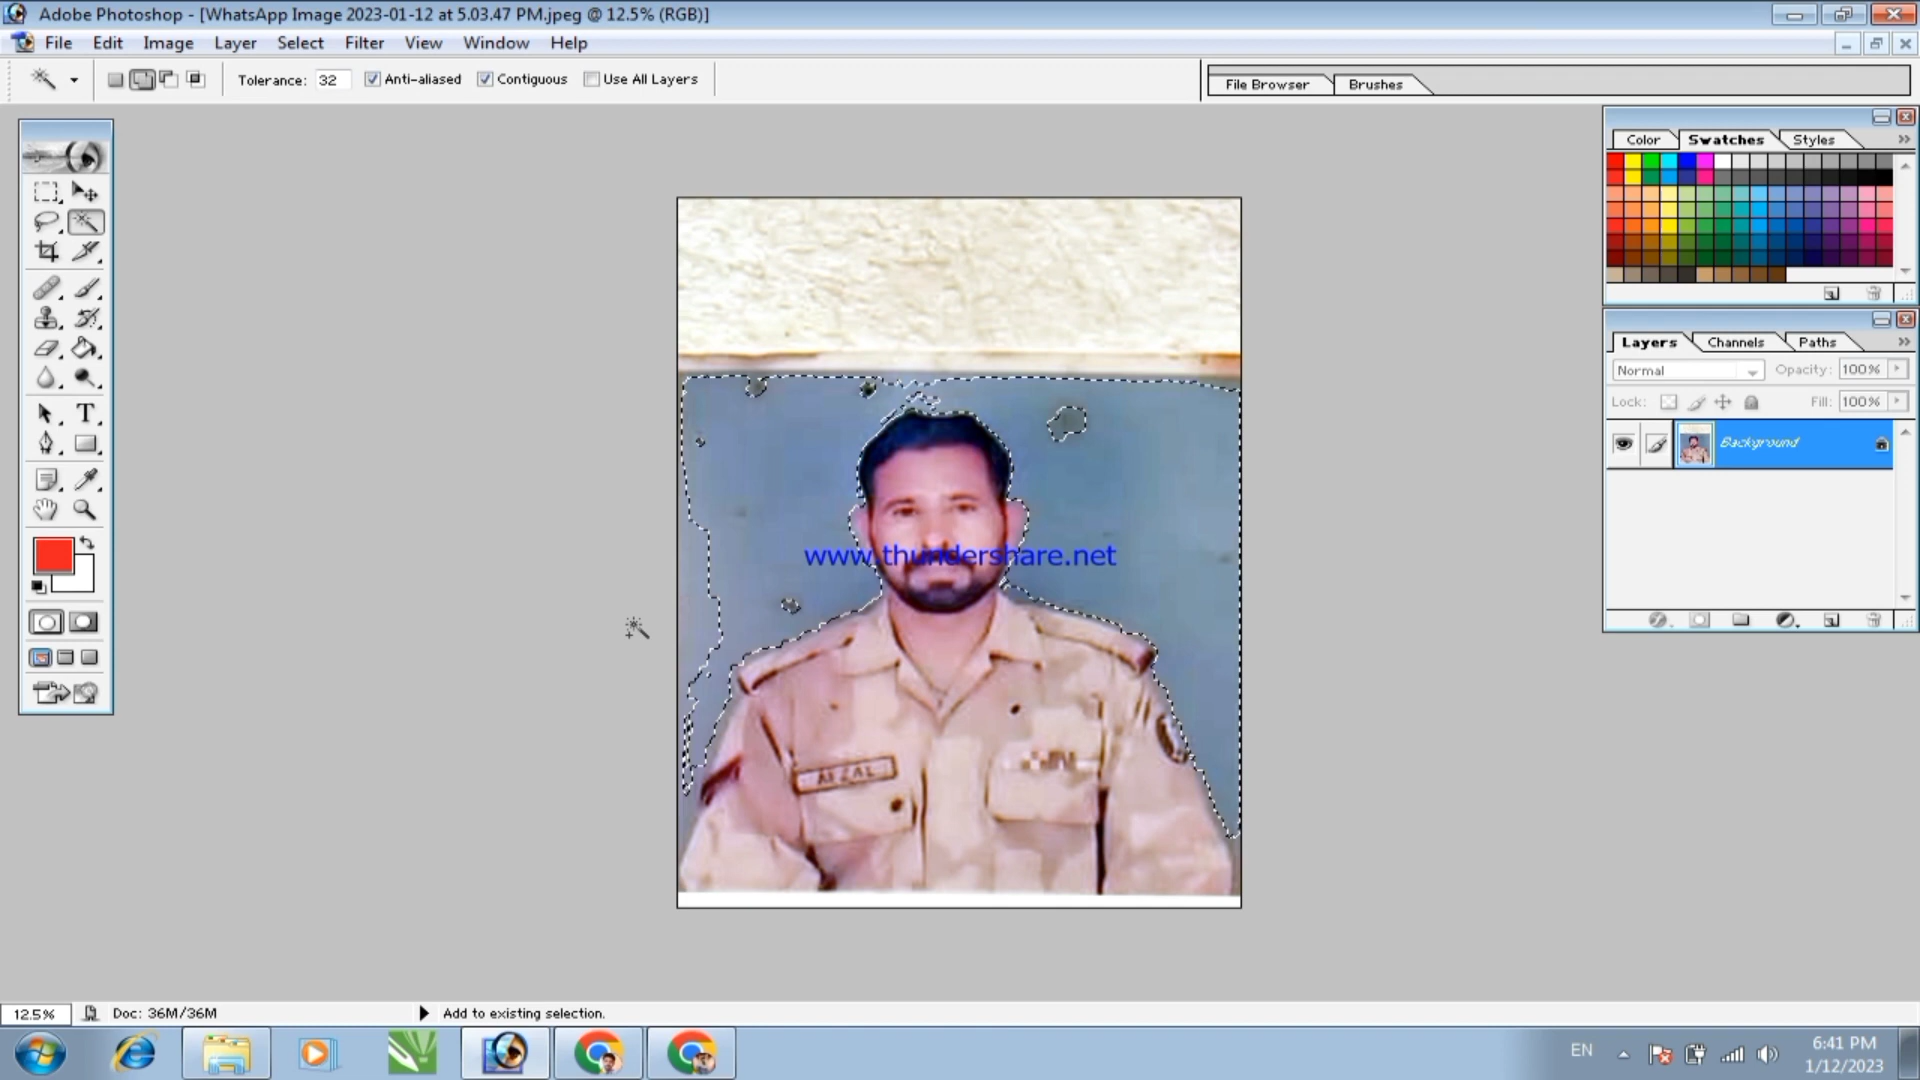 Adobe Photoshop - [WhatsApp Image 2023-01-12 at 5.03.47 PM.jpeg @ 12.5% (RGB)]
File Edit Image Layer Select Filter View Window Help
Tolerance: 32 Anti-aliased Contiguous Use All Layers
File Browser Brushes
Color Swatches Styles
Layers Channels Paths
Normal Opacity: 100%
Lock: Fill: 100%
Background
T
www.thundershare.net
AFZAL
12.5% Doc: 36M/36M Add to existing selection.
EN
6:41 PM
1/12/2023